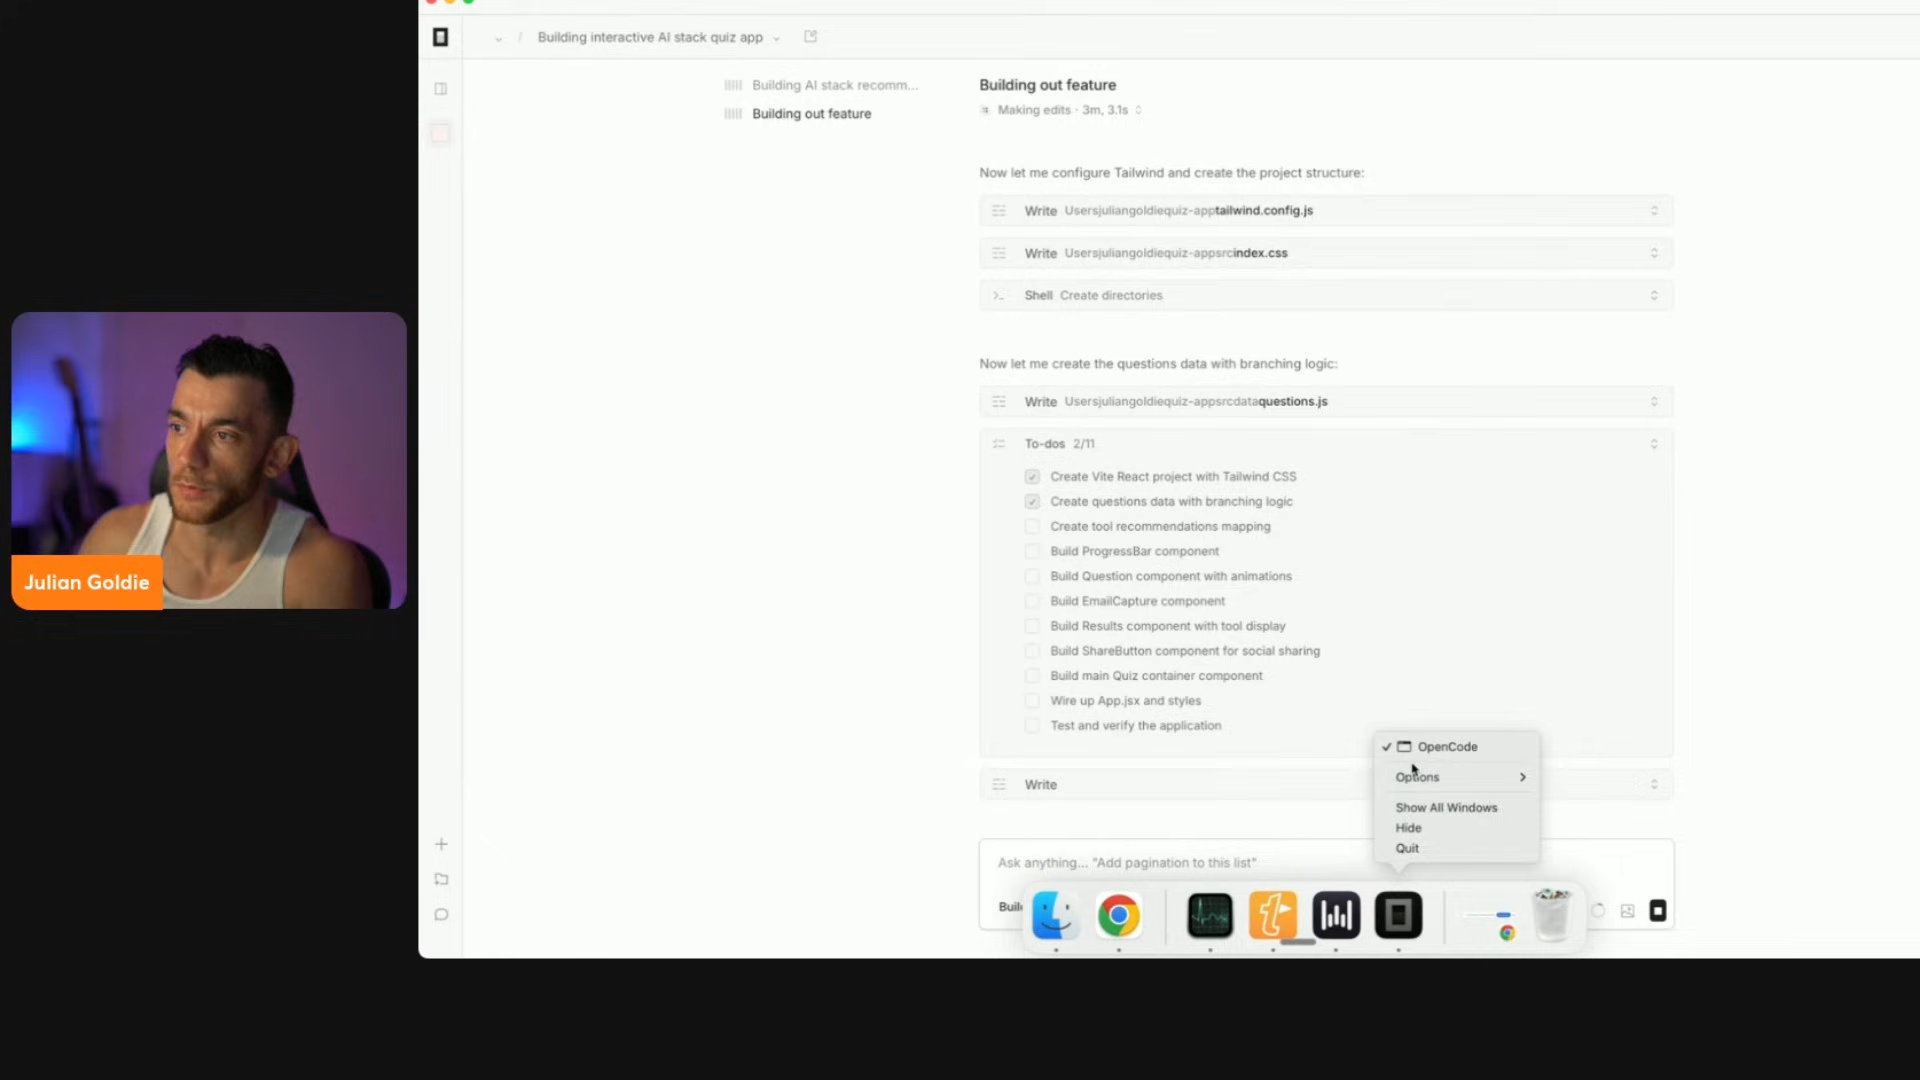 Building interactive AI stack quiz app
Building AI stack recomm...
Building out feature
Building out feature
Making edits · 3m, 3.1s
Now let me configure Tailwind and create the project structure:
Write Usersjuliangoldiequiz-apptailwind.config.js
Write Usersjuliangoldiequiz-appsrcindex.css
Shell Create directories
Now let me create the questions data with branching logic:
Write Usersjuliangoldiequiz-appsrcdataquestions.js
To-dos 2/11
Create Vite React project with Tailwind CSS
Create questions data with branching logic
Create tool recommendations mapping
Build ProgressBar component
Build Question component with animations
Build EmailCapture component
Build Results component with tool display
Build ShareButton component for social sharing
Build main Quiz container component
Wire up App.jsx and styles
Test and verify the application
Write
OpenCode
Options
Show All Windows
Hide
Quit
Ask anything... "Add pagination to this list"
Julian Goldie